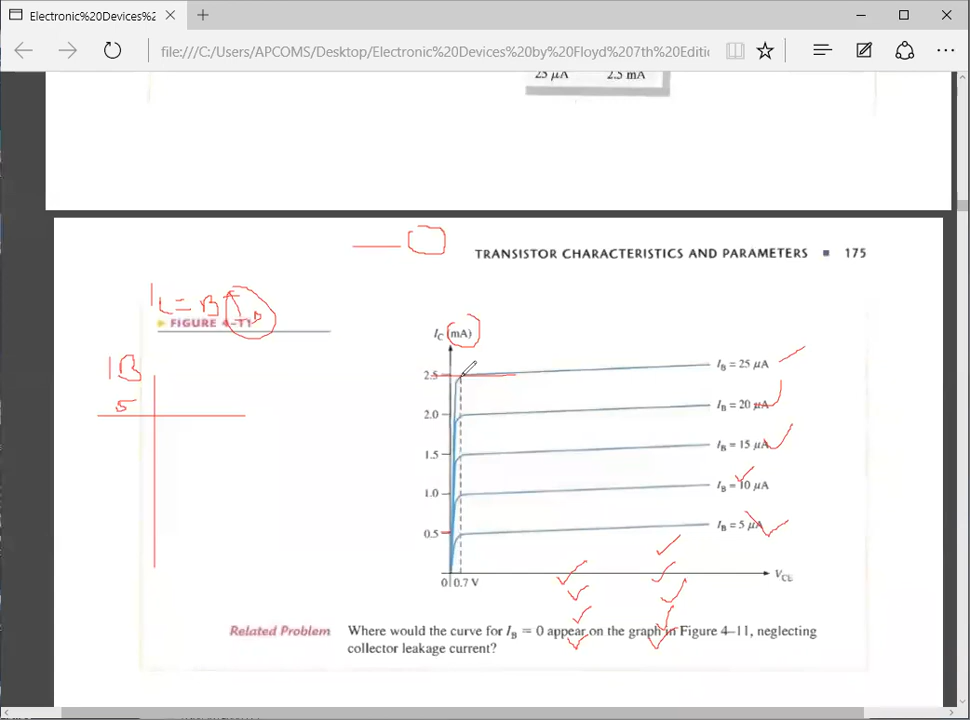 Electronic%20Devices%2
file:///C:/Users/APCOMS/Desktop/Electronic%20Devices%20by%20Floyd%207th%20Editi
25 µA 2.5 mA
TRANSISTOR CHARACTERISTICS AND PARAMETERS ■ 175
FIGURE 4–11
IB
5
IC (mA)
2.5
2.0
1.5
1.0
0.5
0 0.7 V
VCE
IB = 25 µA
IB = 20 µA
IB = 15 µA
IB = 10 µA
IB = 5 µA
Related Problem Where would the curve for IB = 0 appear on the graph in Figure 4–11, neglecting
collector leakage current?